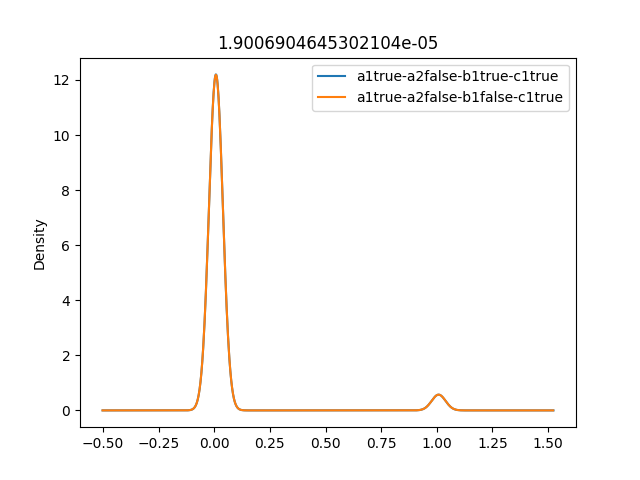 1.9006904645302104e-05
a1true-a2false-b1true-c1true
a1true-a2false-b1false-c1true
Density
12
10
8
6
4
2
0
−0.50 −0.25 0.00 0.25 0.50 0.75 1.00 1.25 1.50